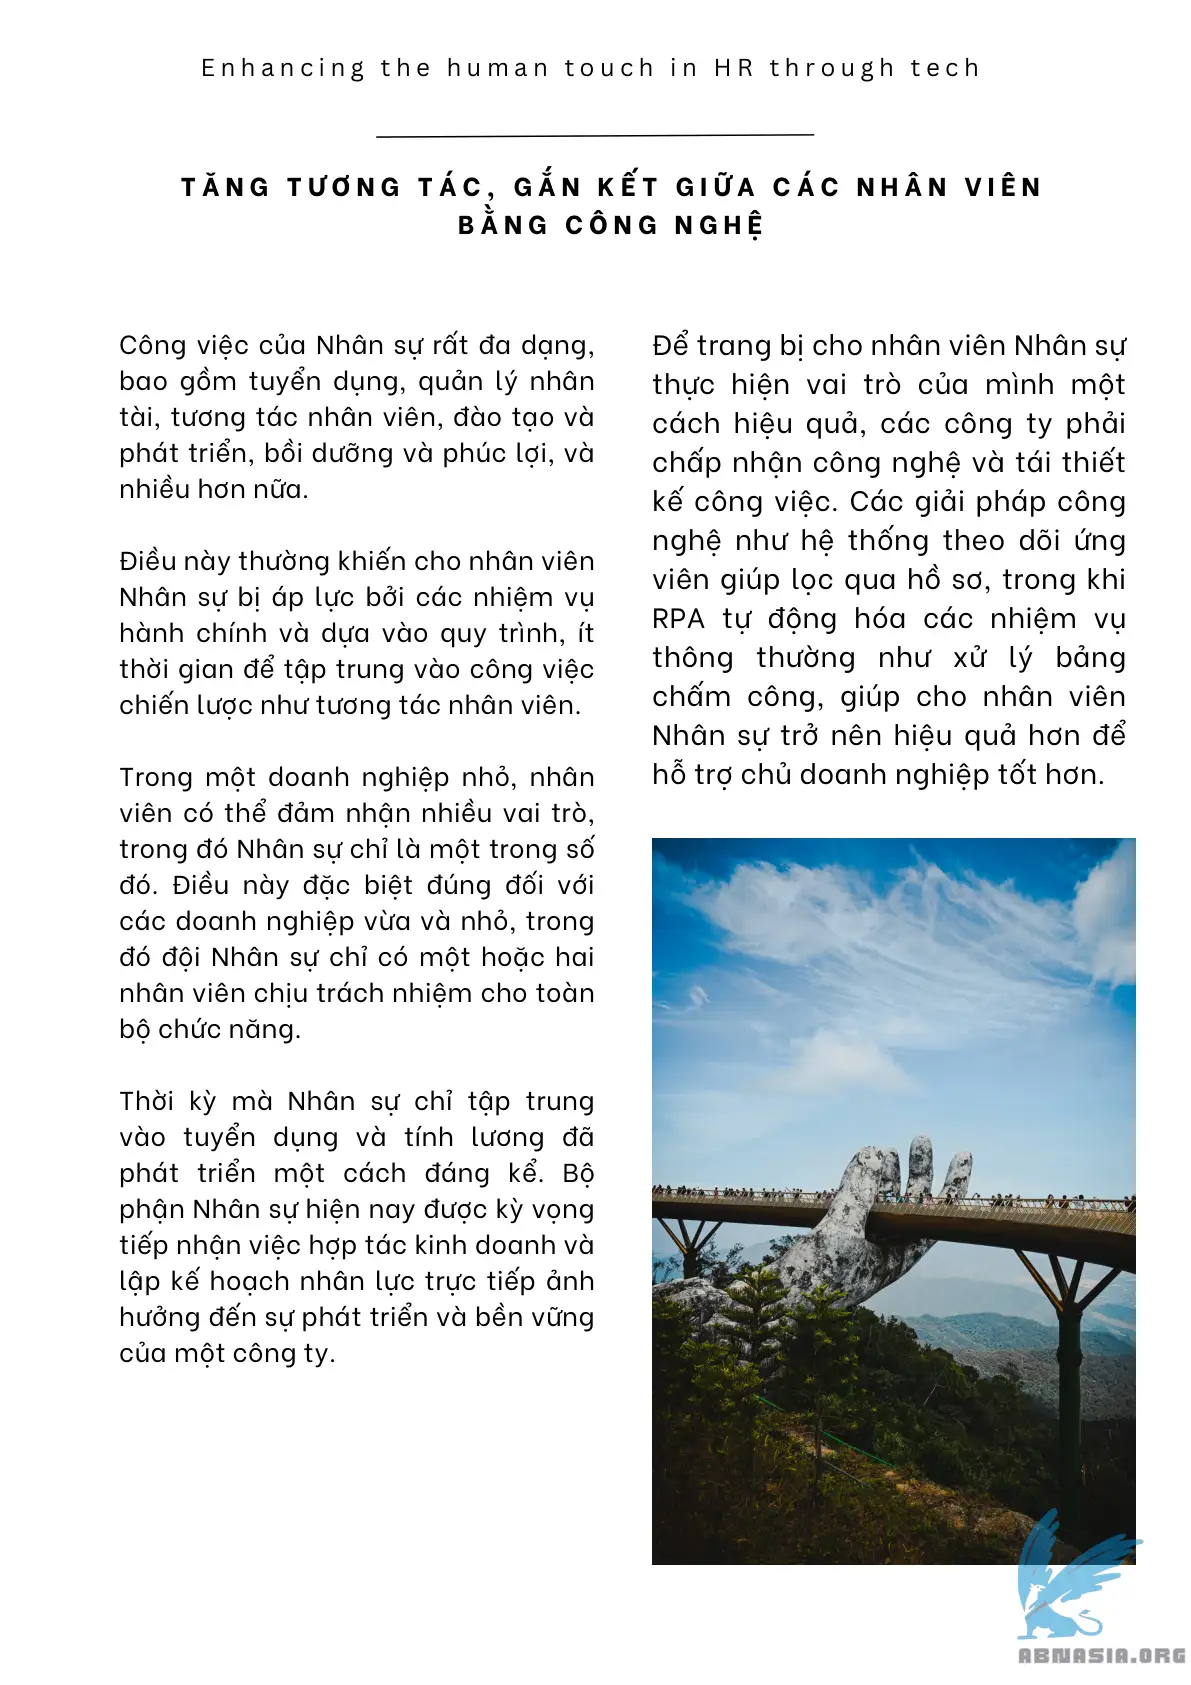 Enhancing the human touch in HR through tech
TĂNG TƯƠNG TÁC, GẮN KẾT GIỮA CÁC NHÂN VIÊN
BẰNG CÔNG NGHỆ
Công việc của Nhân sự rất đa dạng,
bao gồm tuyển dụng, quản lý nhân
tài, tương tác nhân viên, đào tạo và
phát triển, bồi dưỡng và phúc lợi, và
nhiều hơn nữa.
Điều này thường khiến cho nhân viên
Nhân sự bị áp lực bởi các nhiệm vụ
hành chính và dựa vào quy trình, ít
thời gian để tập trung vào công việc
chiến lược như tương tác nhân viên.
Trong một doanh nghiệp nhỏ, nhân
viên có thể đảm nhận nhiều vai trò,
trong đó Nhân sự chỉ là một trong số
đó. Điều này đặc biệt đúng đối với
các doanh nghiệp vừa và nhỏ, trong
đó đội Nhân sự chỉ có một hoặc hai
nhân viên chịu trách nhiệm cho toàn
bộ chức năng.
Thời kỳ mà Nhân sự chỉ tập trung
vào tuyển dụng và tính lương đã
phát triển một cách đáng kể. Bộ
phận Nhân sự hiện nay được kỳ vọng
tiếp nhận việc hợp tác kinh doanh và
lập kế hoạch nhân lực trực tiếp ảnh
hưởng đến sự phát triển và bền vững
của một công ty.
Để trang bị cho nhân viên Nhân sự
thực hiện vai trò của mình một
cách hiệu quả, các công ty phải
chấp nhận công nghệ và tái thiết
kế công việc. Các giải pháp công
nghệ như hệ thống theo dõi ứng
viên giúp lọc qua hồ sơ, trong khi
RPA tự động hóa các nhiệm vụ
thông thường như xử lý bảng
chấm công, giúp cho nhân viên
Nhân sự trở nên hiệu quả hơn để
hỗ trợ chủ doanh nghiệp tốt hơn.
ABNASIA.ORG